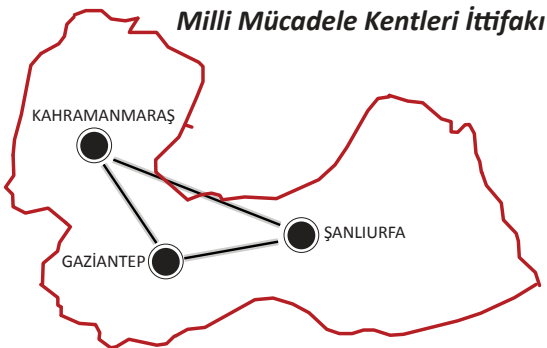 Milli Mücadele Kentleri İttifakı
KAHRAMANMARAŞ
ŞANLIURFA
GAZİANTEP